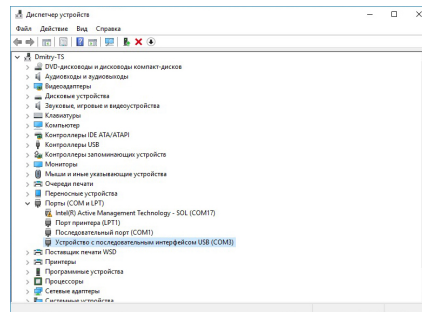 Диспетчер устройств
Файл Действие Вид Справка
Dmitry-TS
DVD-дисководы и дисководы компакт-дисков
Аудиовходы и аудиовыходы
Видеоадаптеры
Дисковые устройства
Звуковые, игровые и видеоустройства
Клавиатуры
Компьютер
Контроллеры IDE ATA/ATAPI
Контроллеры USB
Контроллеры запоминающих устройств
Мониторы
Мыши и иные указывающие устройства
Очереди печати
Переносные устройства
Порты (COM и LPT)
Intel(R) Active Management Technology - SOL (COM17)
Порт принтера (LPT1)
Последовательный порт (COM1)
Устройство с последовательным интерфейсом USB (COM3)
Поставщик печати WSD
Принтеры
Программные устройства
Процессоры
Сетевые адаптеры
Системные устройства